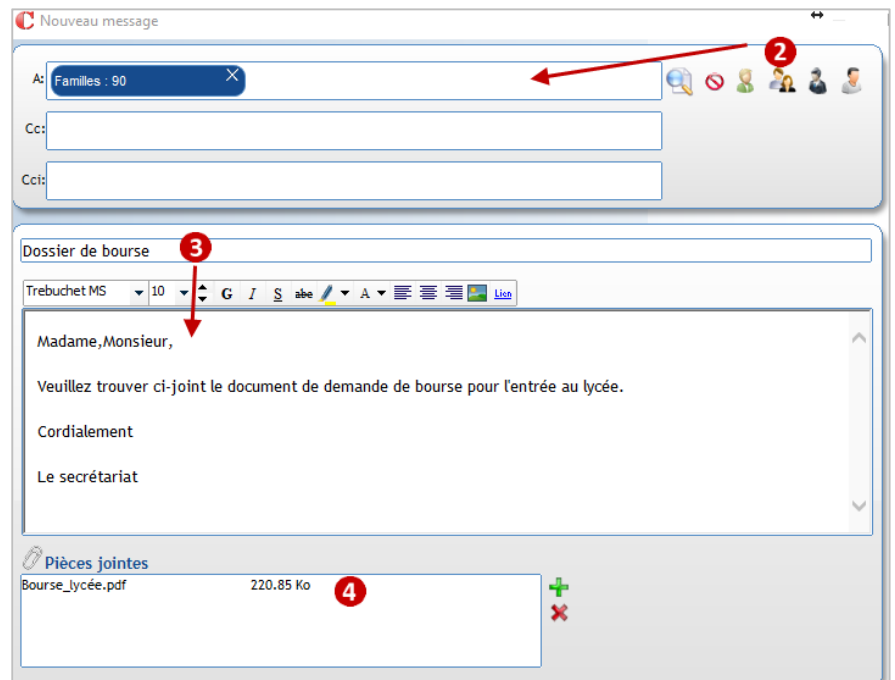 Nouveau message
2
A: Familles : 90
Cc:
Cci:
Dossier de bourse 3
Trebuchet MS 10 G I S abc A Lien
Madame,Monsieur,
Veuillez trouver ci-joint le document de demande de bourse pour l'entrée au lycée.
Cordialement
Le secrétariat
Pièces jointes
Bourse_lycée.pdf 220.85 Ko 4